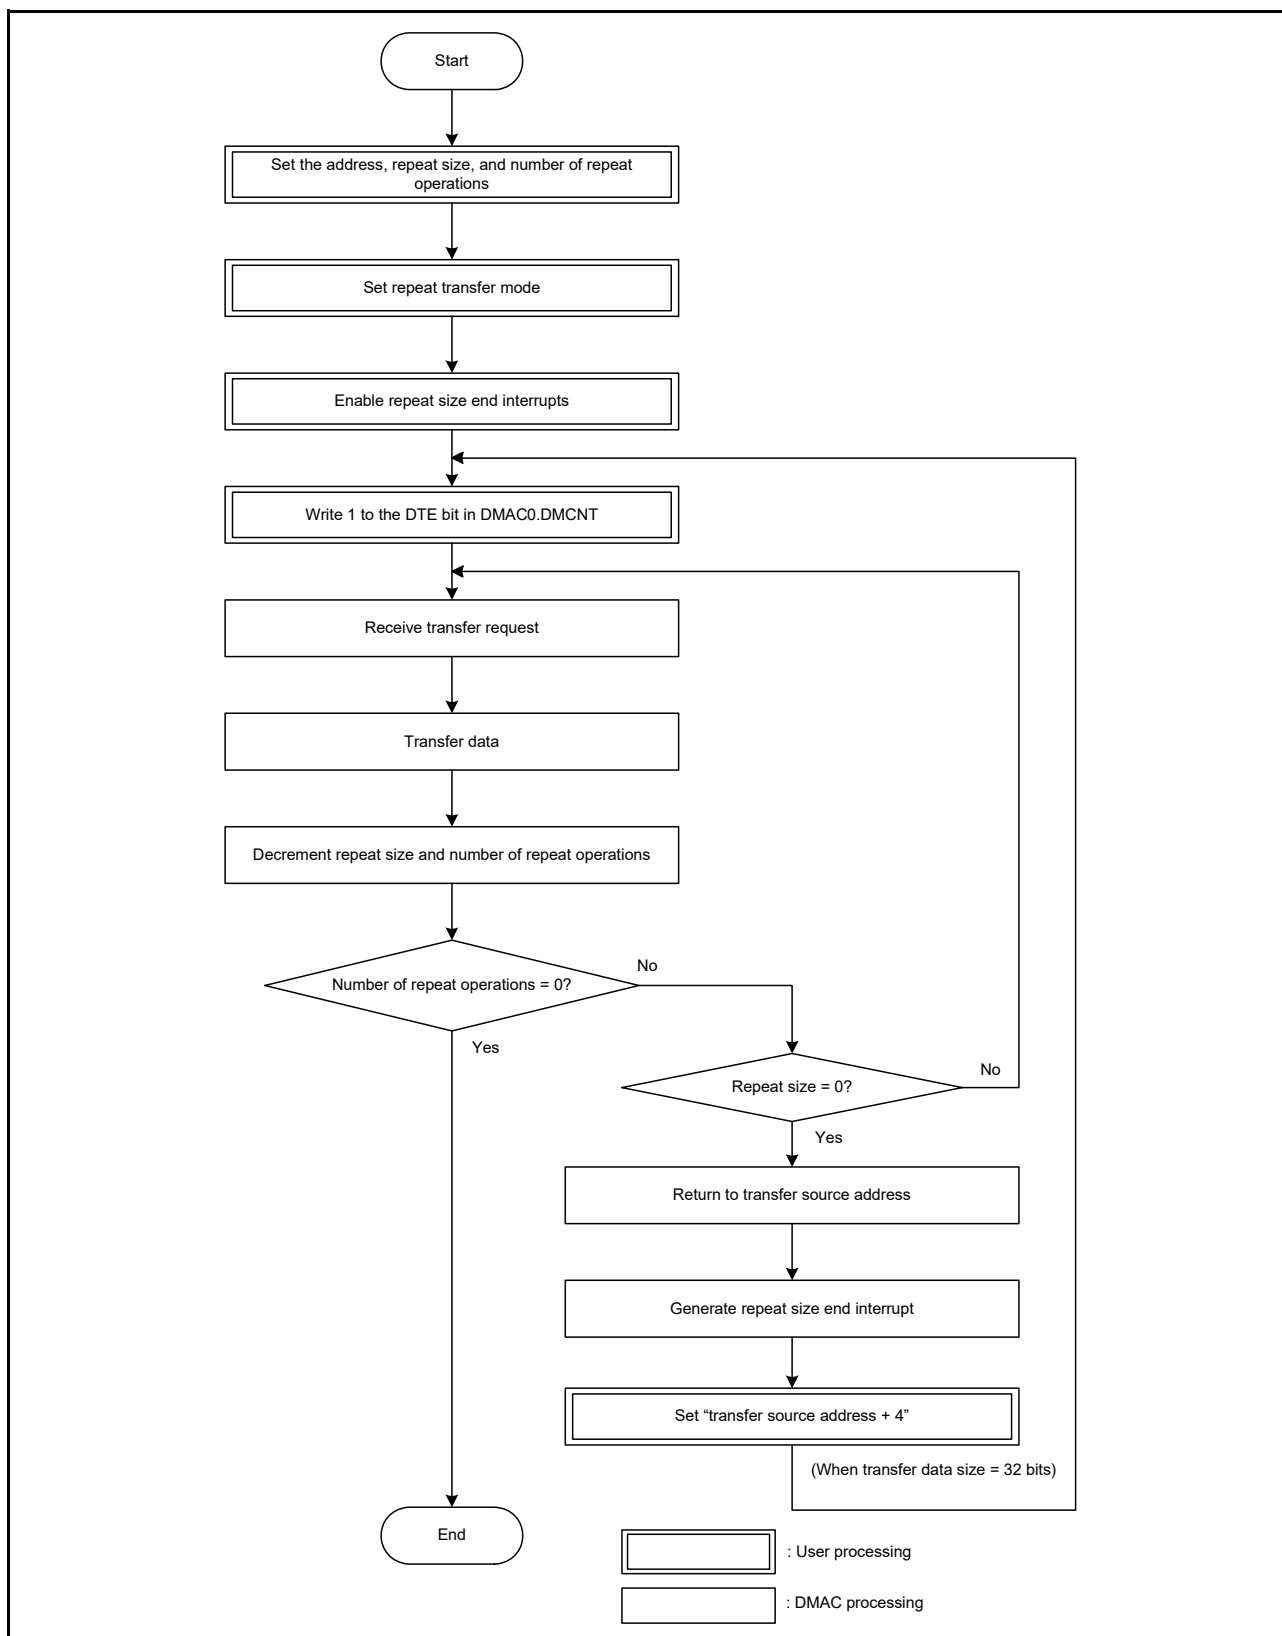 Start
Set the address, repeat size, and number of repeat
operations
Set repeat transfer mode
Enable repeat size end interrupts
Write 1 to the DTE bit in DMAC0.DMCNT
Receive transfer request
Transfer data
Decrement repeat size and number of repeat operations
Number of repeat operations = 0?
No
Yes
Repeat size = 0?
No
Yes
Return to transfer source address
Generate repeat size end interrupt
Set “transfer source address + 4”
(When transfer data size = 32 bits)
End
: User processing
: DMAC processing